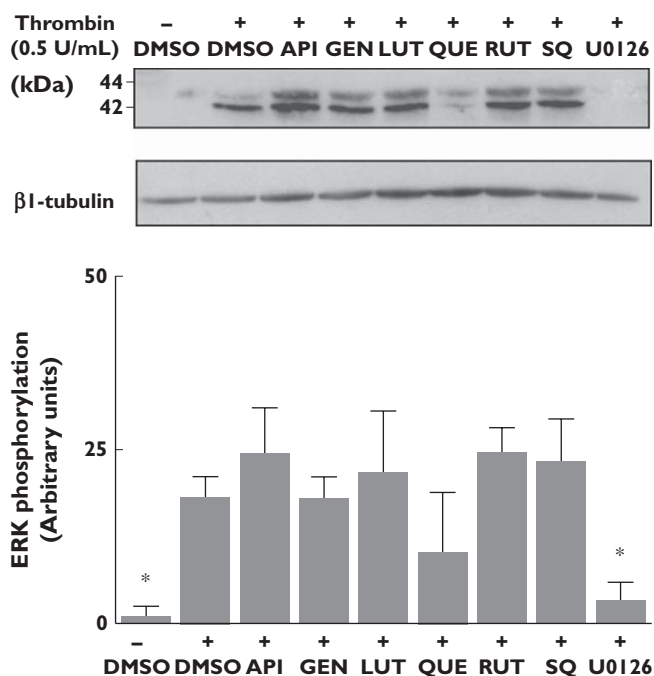 Thrombin – + + + + + + + +
(0.5 U/mL) DMSO DMSO API GEN LUT QUE RUT SQ U0126
(kDa)
44
42
β1-tubulin
50
25
0
ERK phosphorylation
(Arbitrary units)
* *
– + + + + + + + +
DMSO DMSO API GEN LUT QUE RUT SQ U0126